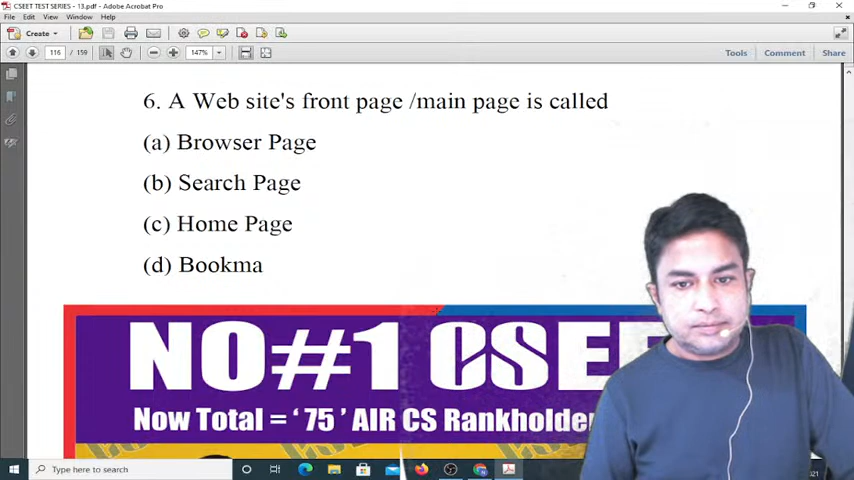 CSEET TEST SERIES - 13.pdf - Adobe Acrobat Pro
File Edit View Window Help
Create
116 / 159 147% Tools Comment Share
6. A Web site's front page /main page is called
(a) Browser Page
(b) Search Page
(c) Home Page
(d) Bookma
NO#1 CSEE
Now Total = ‘ 75 ’ AIR CS Rankholder
Type here to search